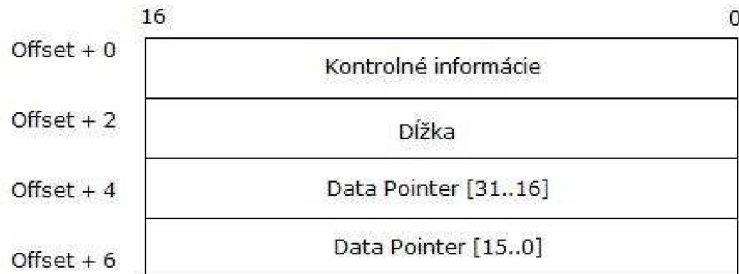 16 0
Offset + 0
Kontrolné informácie
Offset + 2
Dĺžka
Offset + 4
Data Pointer [31..16]
Data Pointer [15..0]
Offset + 6